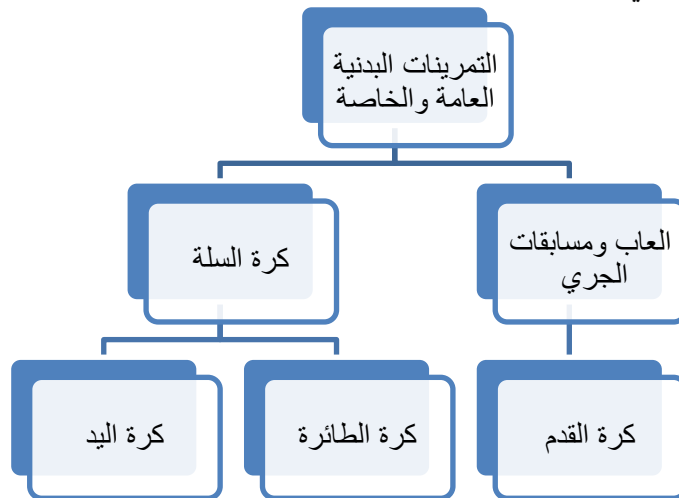 التمرينات البدنية
العامة والخاصة
العاب ومسابقات
الجري
كرة السلة
كرة القدم
كرة الطائرة
كرة اليد